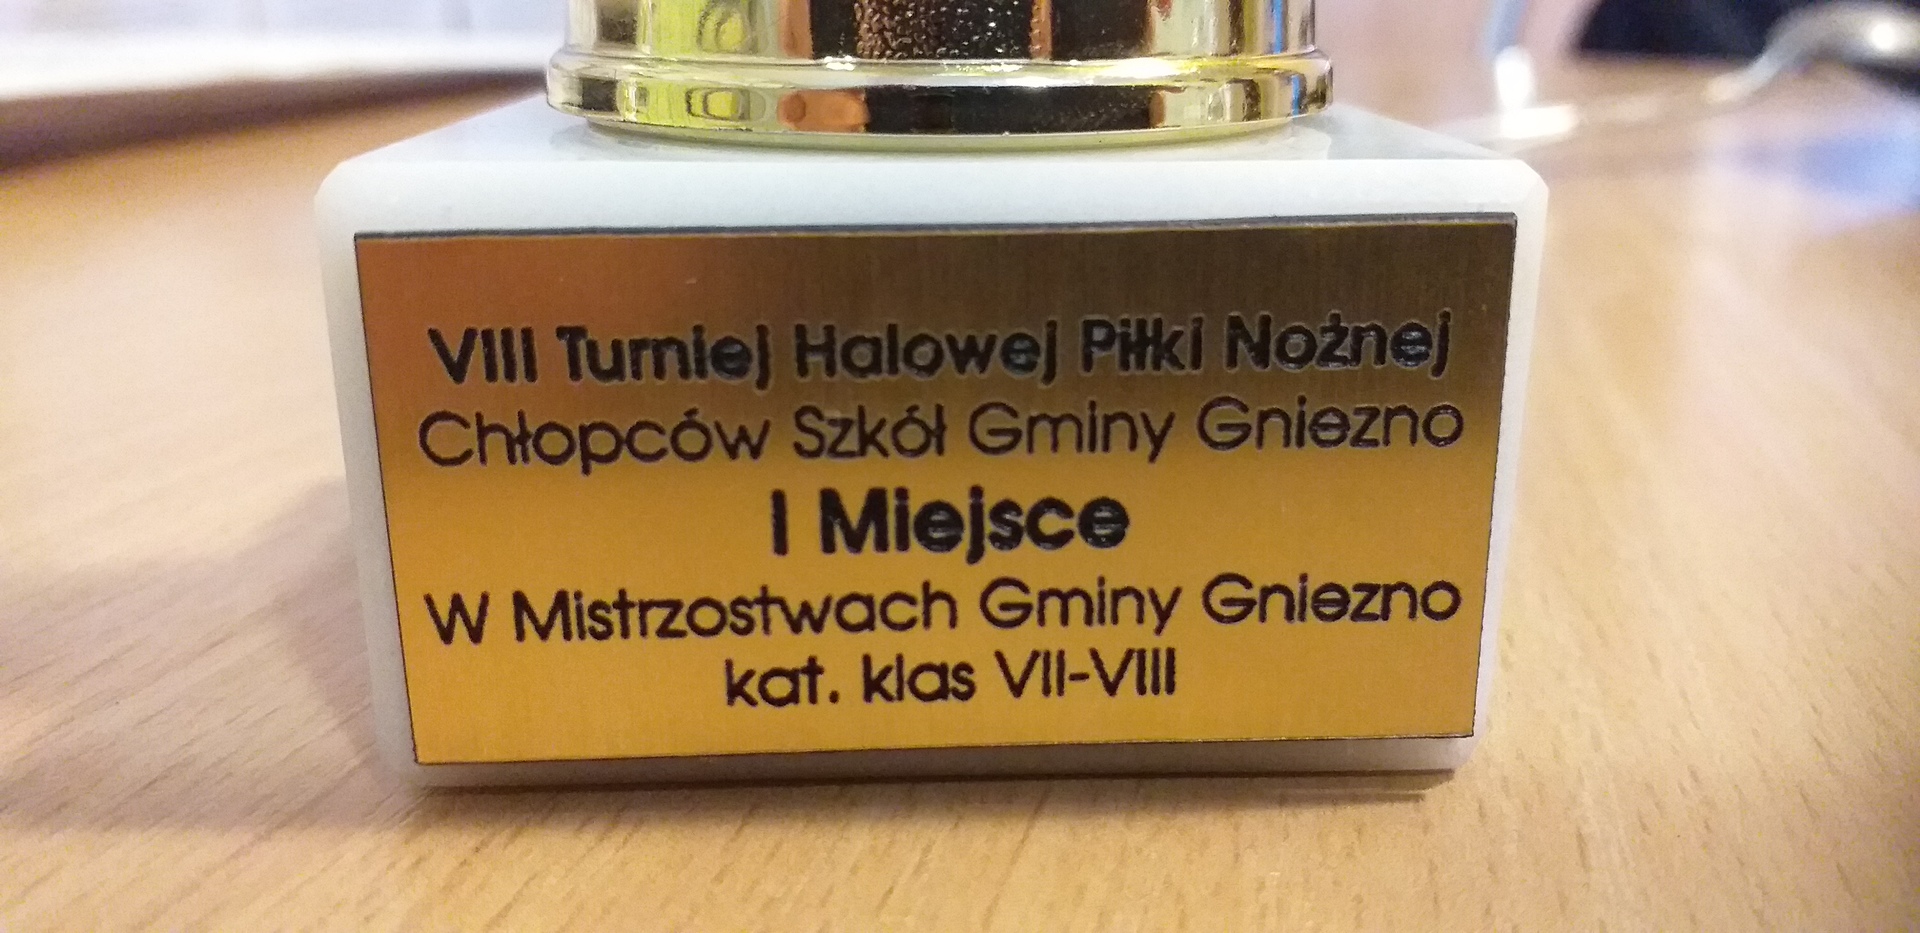 VIII Turniej Halowej Piłki Nożnej
Chłopców Szkół Gminy Gniezno
I Miejsce
W Mistrzostwach Gminy Gniezno
kat. klas VII-VIII